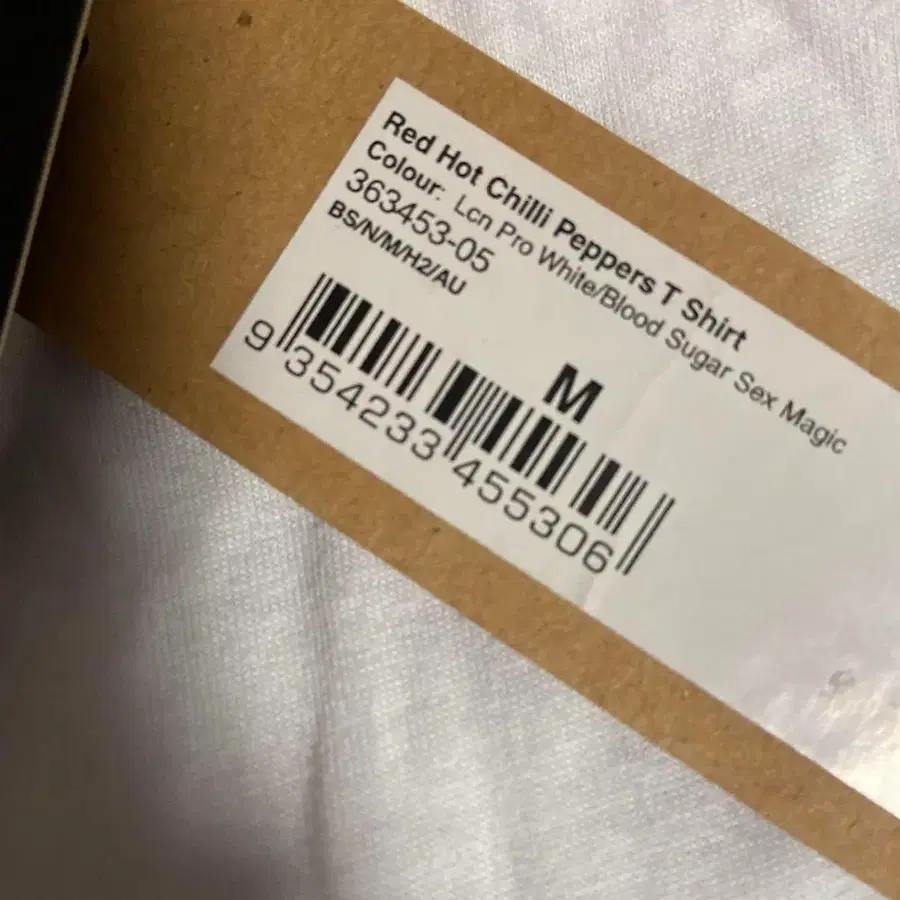 Red Hot Chilli Peppers T Shirt
Colour: Lcn Pro White/Blood Sugar Sex Magic
363453-05
BS/N/M/H2/AU
M
9 354233 455306